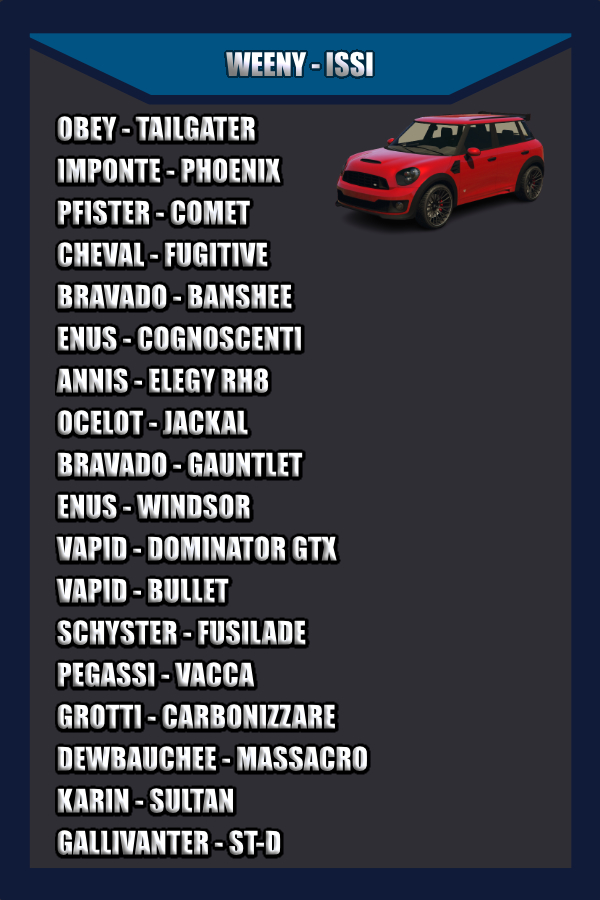 WEENY - ISSI
OBEY - TAILGATER
IMPONTE - PHOENIX
PFISTER - COMET
CHEVAL - FUGITIVE
BRAVADO - BANSHEE
ENUS - COGNOSCENTI
ANNIS - ELEGY RH8
OCELOT - JACKAL
BRAVADO - GAUNTLET
ENUS - WINDSOR
VAPID - DOMINATOR GTX
VAPID - BULLET
SCHYSTER - FUSILADE
PEGASSI - VACCA
GROTTI - CARBONIZZARE
DEWBAUCHEE - MASSACRO
KARIN - SULTAN
GALLIVANTER - ST-D